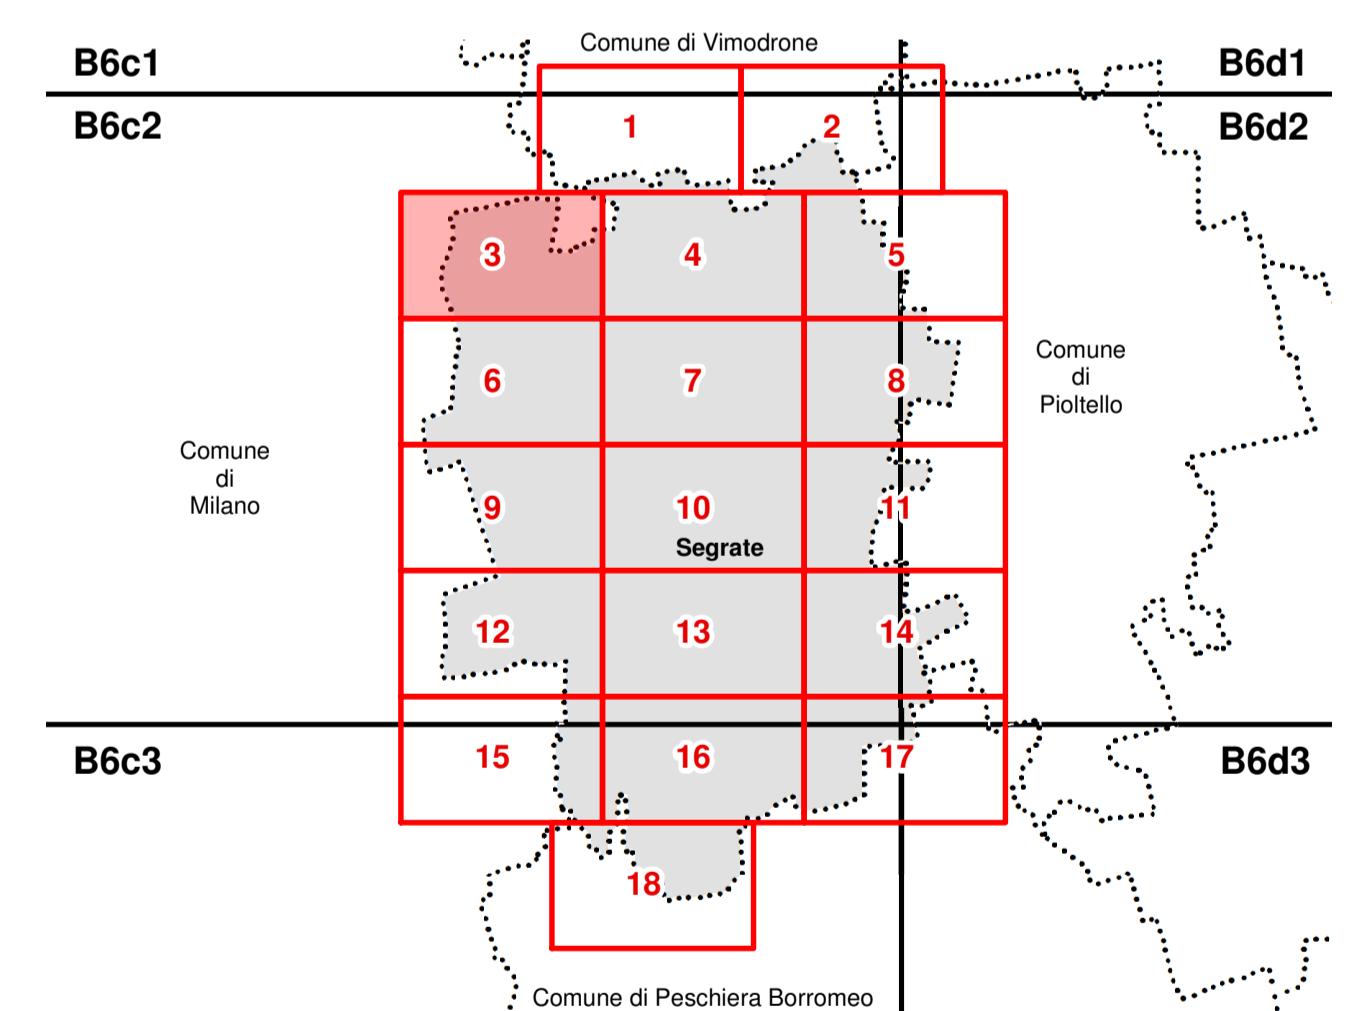 Comune di Vimodrone
B6c1
B6d1
B6c2
1
2
B6d2
3
4
5
6
7
8
Comune
di
Pioltello
Comune
di
Milano
9
10
11
Segrate
12
13
14
B6c3
15
16
17
B6d3
18
Comune di Peschiera Borromeo